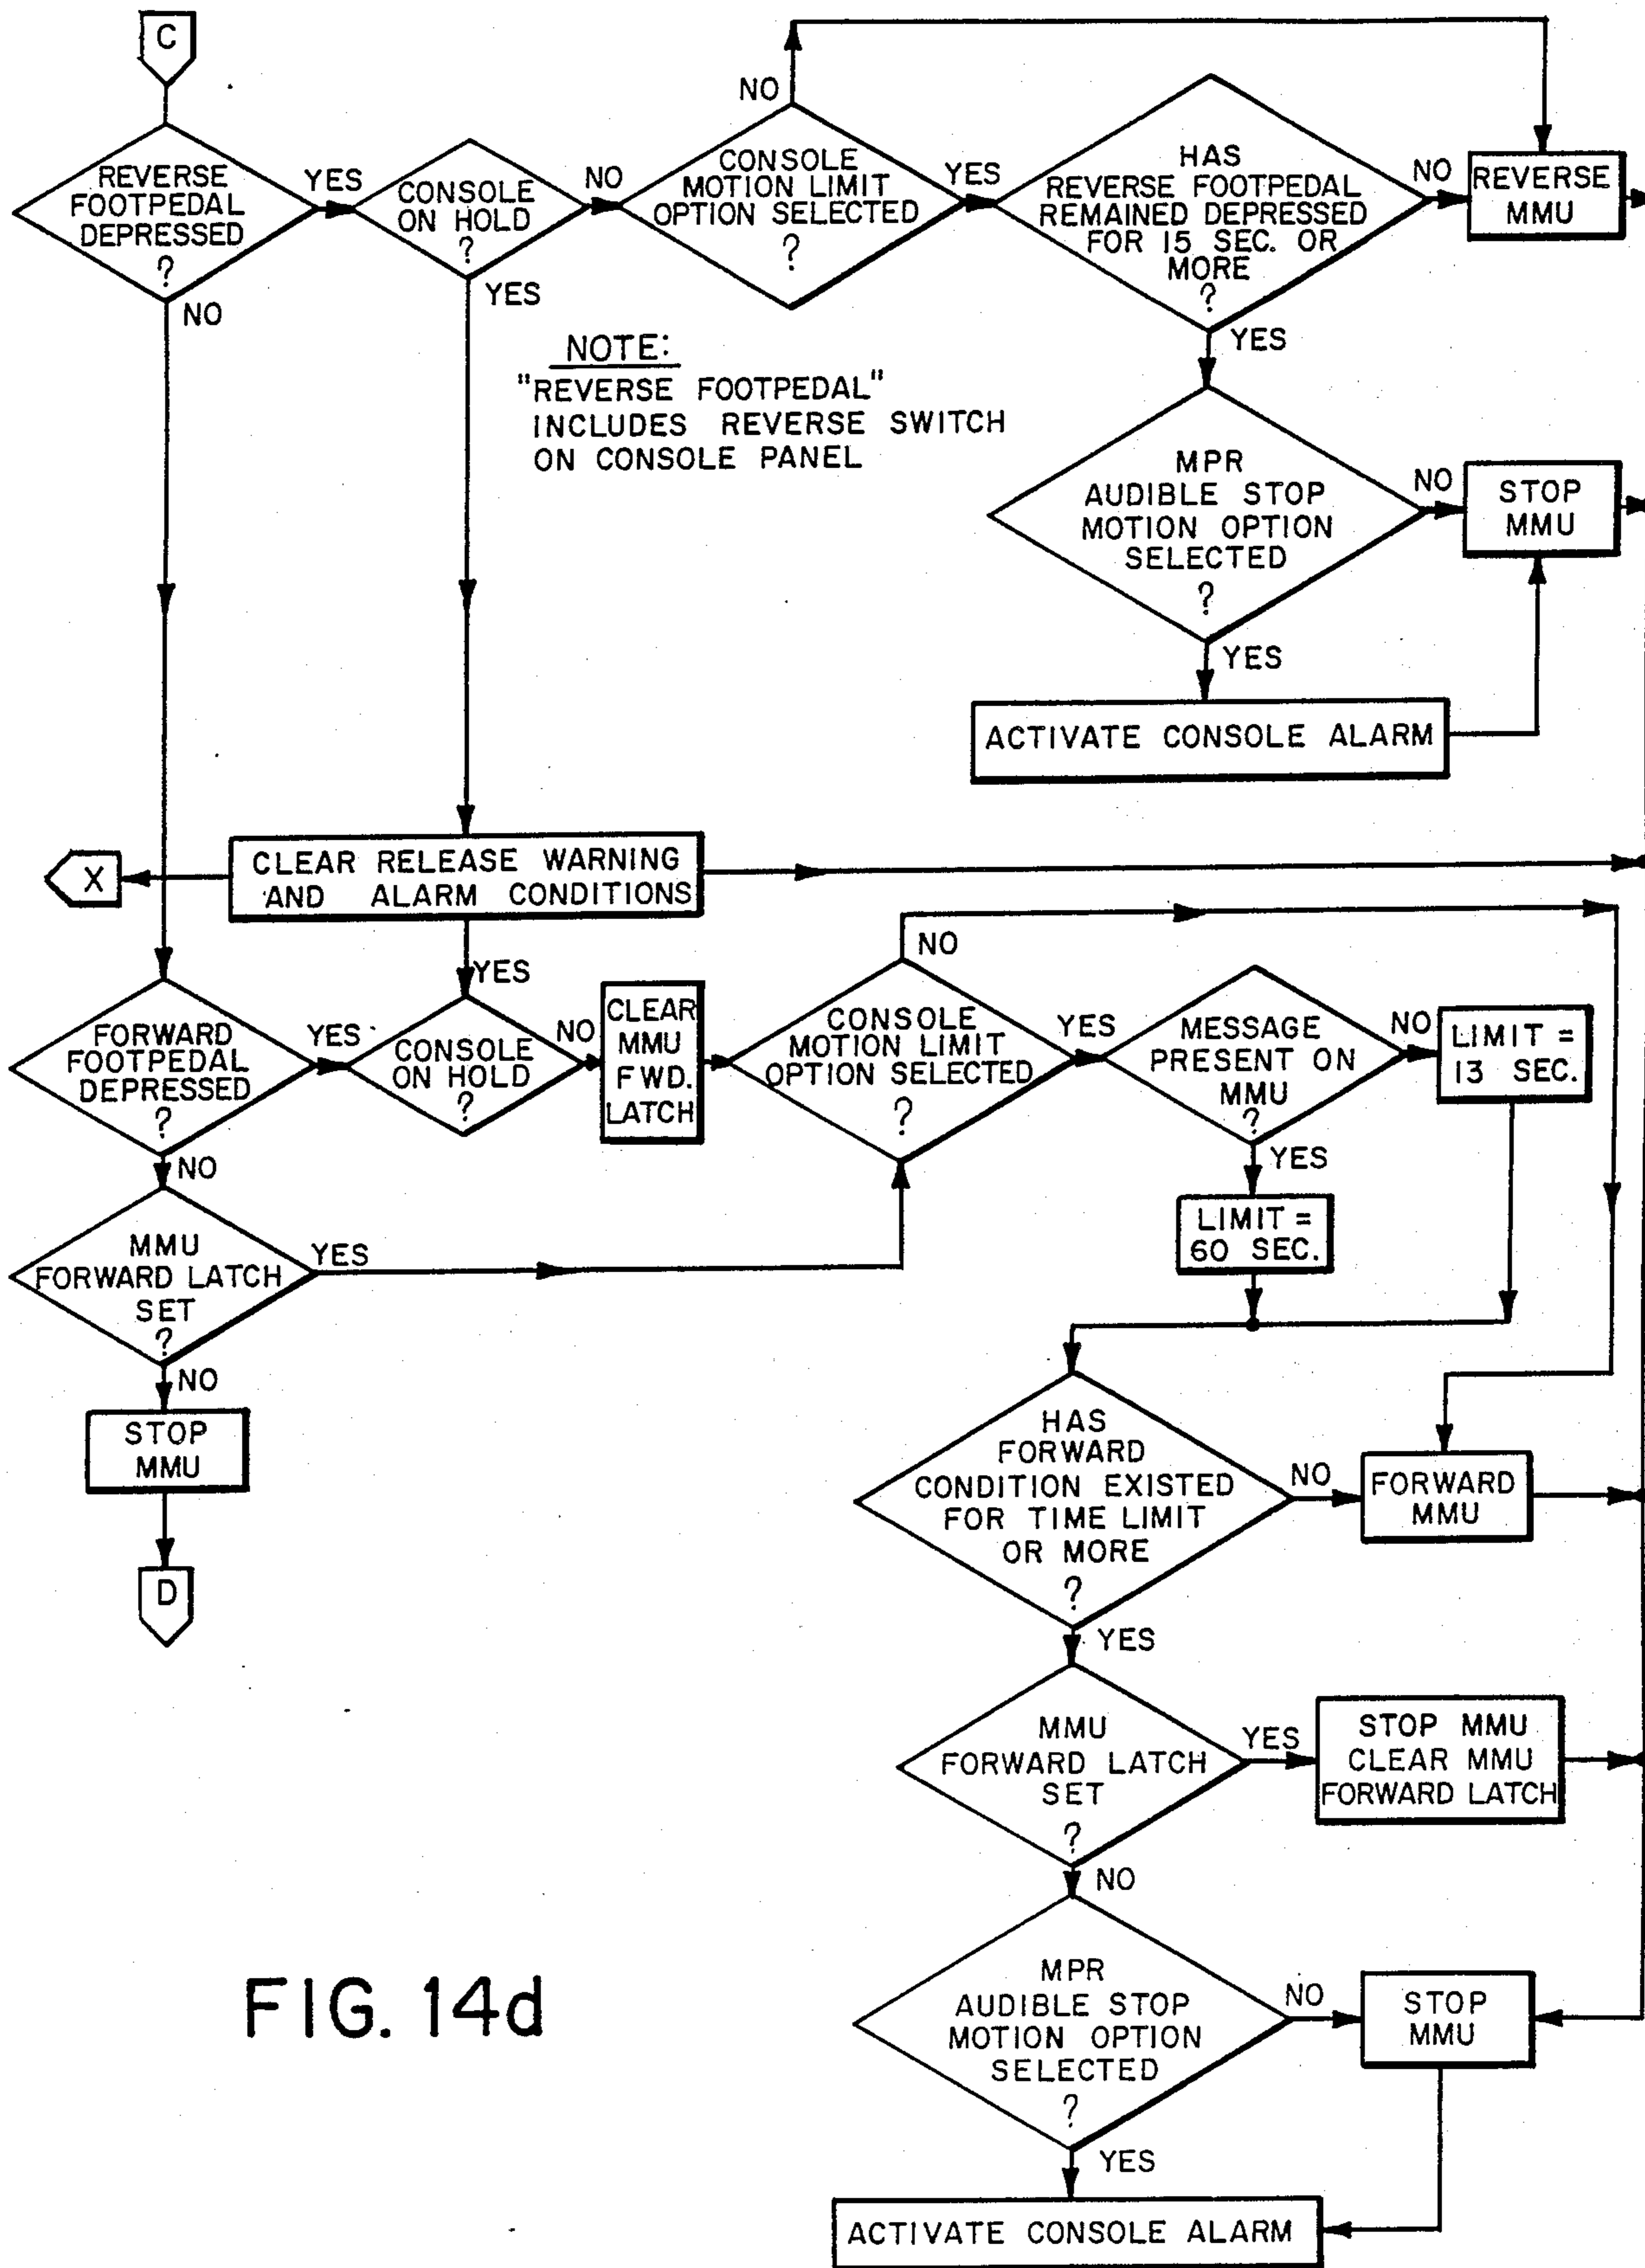 C
REVERSE
FOOTPEDAL
DEPRESSED
?
YES
NO
CONSOLE
ON HOLD
?
NO
YES
CONSOLE
MOTION LIMIT
OPTION SELECTED
?
NO
YES
HAS
REVERSE FOOTPEDAL
REMAINED DEPRESSED
FOR 15 SEC. OR
MORE
?
NO
YES
REVERSE
MMU
NOTE:
"REVERSE FOOTPEDAL"
INCLUDES REVERSE SWITCH
ON CONSOLE PANEL
MPR
AUDIBLE STOP
MOTION OPTION
SELECTED
?
NO
YES
STOP
MMU
ACTIVATE CONSOLE ALARM
X
CLEAR RELEASE WARNING
AND ALARM CONDITIONS
YES
FORWARD
FOOTPEDAL
DEPRESSED
?
YES
NO
CONSOLE
ON HOLD
?
NO
CLEAR
MMU
FWD.
LATCH
CONSOLE
MOTION LIMIT
OPTION SELECTED
?
NO
YES
MESSAGE
PRESENT ON
MMU
?
NO
YES
LIMIT =
13 SEC.
LIMIT =
60 SEC.
MMU
FORWARD LATCH
SET
?
YES
NO
STOP
MMU
D
HAS
FORWARD
CONDITION EXISTED
FOR TIME LIMIT
OR MORE
?
NO
YES
FORWARD
MMU
MMU
FORWARD LATCH
SET
?
YES
NO
STOP MMU
CLEAR MMU
FORWARD LATCH
MPR
AUDIBLE STOP
MOTION OPTION
SELECTED
?
NO
YES
STOP
MMU
ACTIVATE CONSOLE ALARM
FIG. 14d